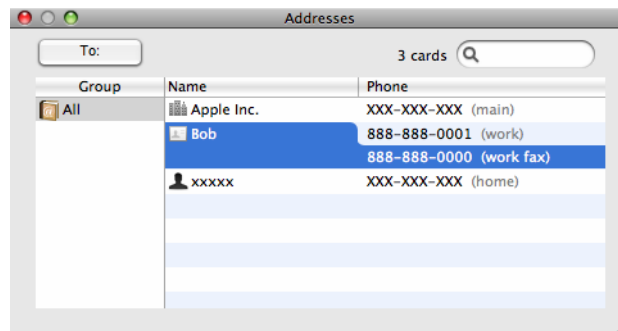 Addresses
To:
3 cards
Group Name Phone
All Apple Inc. XXX-XXX-XXX (main)
Bob 888-888-0001 (work)
888-888-0000 (work fax)
xxxxx XXX-XXX-XXX (home)